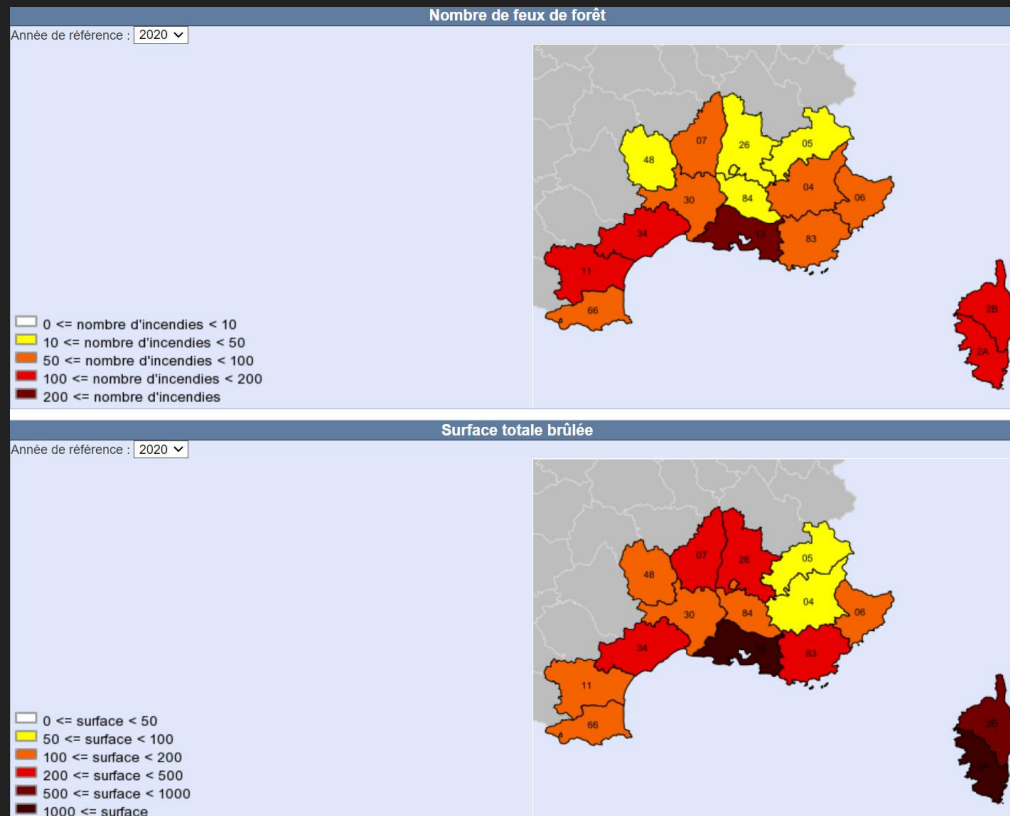 Nombre de feux de forêt
Année de référence : 2020
07
26
05
48
04
06
30
84
34
83
11
66
2B
2A
0 <= nombre d'incendies < 10
10 <= nombre d'incendies < 50
50 <= nombre d'incendies < 100
100 <= nombre d'incendies < 200
200 <= nombre d'incendies
Surface totale brûlée
Année de référence : 2020
07
26
05
48
04
06
30
84
34
83
11
66
2B
0 <= surface < 50
50 <= surface < 100
100 <= surface < 200
200 <= surface < 500
500 <= surface < 1000
1000 <= surface